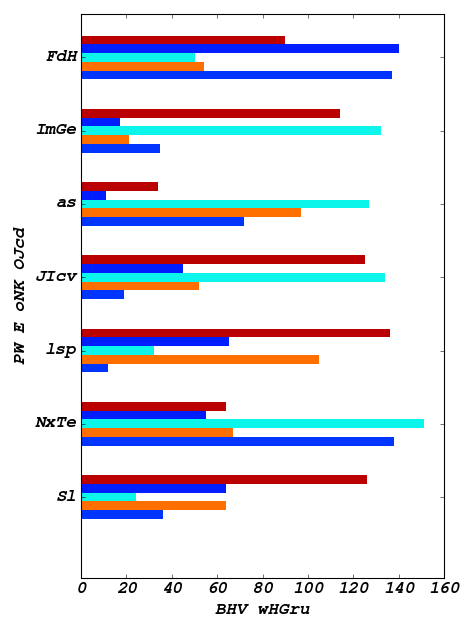 FdH
ImGe
as
JIcv
lsp
NxTe
Sl
PW E oNK OJcd
0 20 40 60 80 100 120 140 160
BHV wHGru